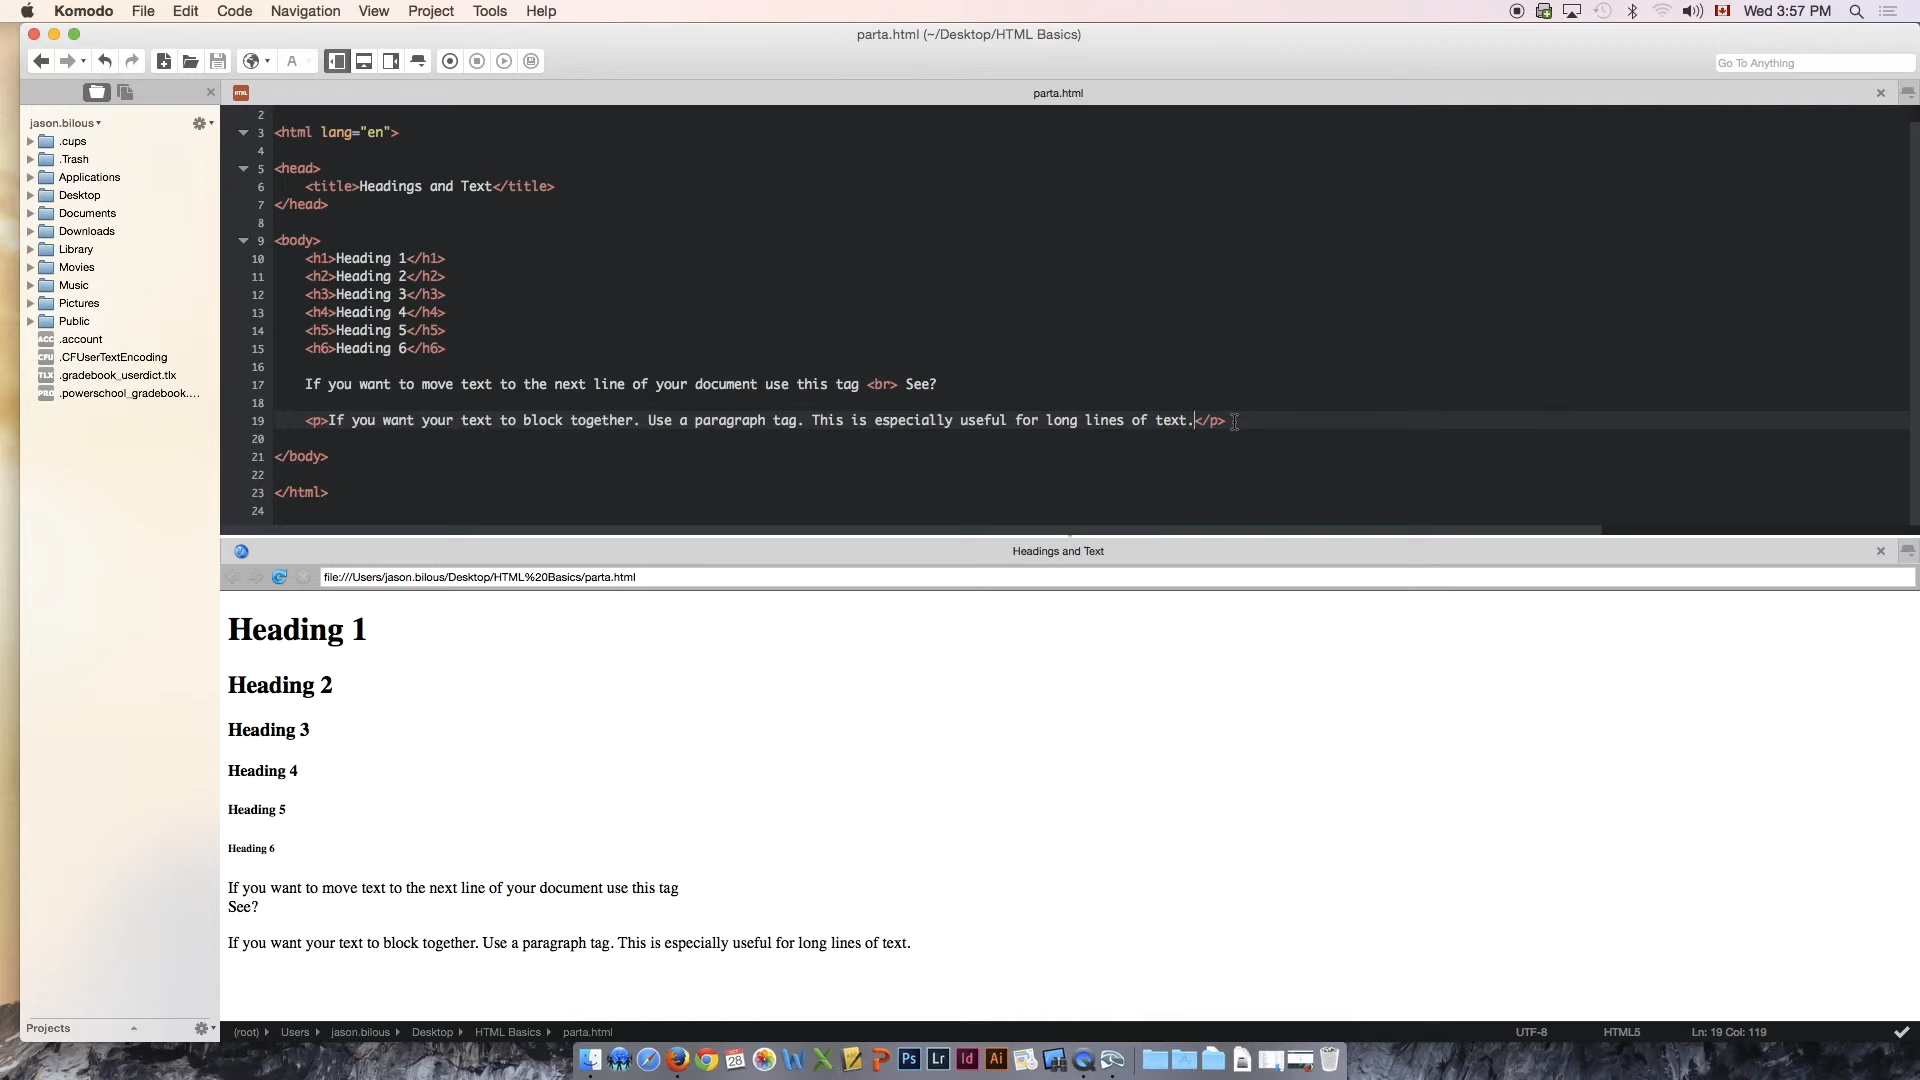 Komodo File Edit Code Navigation View Project Tools Help Wed 3:57 PM
parta.html (~/Desktop/HTML Basics)
A Go To Anything
HTML parta.html
jason.bilous
.cups
.Trash
Applications
Desktop
Documents
Downloads
Library
Movies
Music
Pictures
Public
ACC .account
CFU .CFUserTextEncoding
TLX .gradebook_userdict.tlx
PRO .powerschool_gradebook....
Projects
2
3 <html lang="en">
4
5 <head>
6 <title>Headings and Text</title>
7 </head>
8
9 <body>
10 <h1>Heading 1</h1>
11 <h2>Heading 2</h2>
12 <h3>Heading 3</h3>
13 <h4>Heading 4</h4>
14 <h5>Heading 5</h5>
15 <h6>Heading 6</h6>
16
17 If you want to move text to the next line of your document use this tag <br> See?
18
19 <p>If you want your text to block together. Use a paragraph tag. This is especially useful for long lines of text.</p>
20
21 </body>
22
23 </html>
24
Headings and Text
file:///Users/jason.bilous/Desktop/HTML%20Basics/parta.html
Heading 1
Heading 2
Heading 3
Heading 4
Heading 5
Heading 6
If you want to move text to the next line of your document use this tag
See?
If you want your text to block together. Use a paragraph tag. This is especially useful for long lines of text.
(root) Users jason.bilous Desktop HTML Basics parta.html UTF-8 HTML5 Ln: 19 Col: 119
28 W X P Ps Lr Id Ai